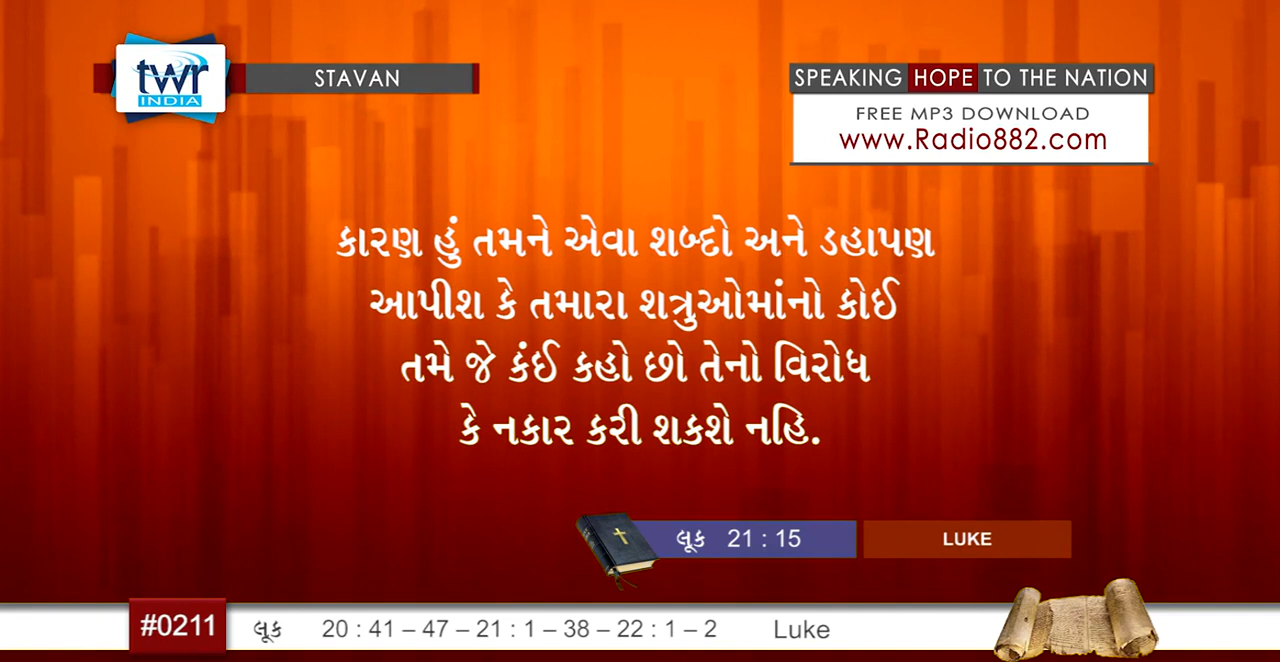 twr
INDIA
STAVAN
SPEAKING HOPE TO THE NATION
FREE MP3 DOWNLOAD
www.Radio882.com
કારણ હું તમને એવા શબ્દો અને ડહાપણ
આપીશ કે તમારા શત્રુઓમાંનો કોઈ
તમે જે કંઈ કહો છો તેનો વિરોધ
કે નકાર કરી શકશે નહિ.
લૂક 21 : 15
LUKE
#0211 લૂક 20 : 41 – 47 – 21 : 1 – 38 – 22 : 1 – 2 Luke